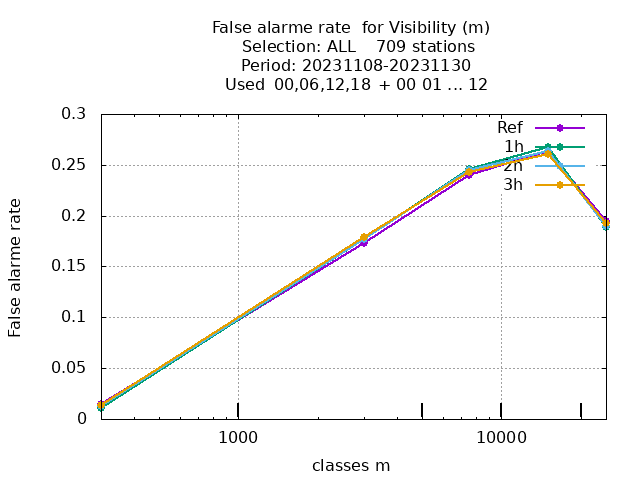 False alarme rate  for Visibility (m)
Selection: ALL    709 stations
Period: 20231108-20231130
Used  00,06,12,18  + 00 01 ... 12
0.3
0.25
0.2
0.15
0.1
0.05
0
False alarme rate
Ref
1h
2h
3h
1000
10000
classes m